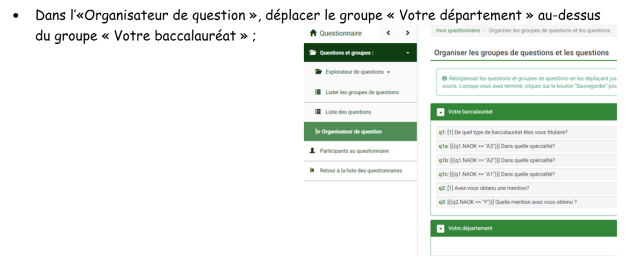 • Dans l'«Organisateur de question », déplacer le groupe « Votre département » au-dessus
du groupe « Votre baccalauréat » ;
Questionnaire < >
Questions et groupes :
Explorateur de questions
Lister les groupes de questions
Liste des questions
Organisateur de question
Participants au questionnaire
Retour à la liste des questionnaires
mon questionnaire > Organiser les groupes de questions et les questions
Organiser les groupes de questions et les questions
Réorganisez les questions et groupes de questions en les déplaçant jus
souris. Lorsque vous avez terminé, cliquez sur le bouton "Sauvegarder" pou
Votre baccalauréat
q1: [1] De quel type de baccalauréat êtes vous titulaire?
q1a: [((q1.NAOK == "A3"))] Dans quelle spécialité?
q1b: [((q1.NAOK == "A2"))] Dans quelle spécialité?
q1c: [((q1.NAOK == "A1"))] Dans quelle spécialité?
q2: [1] Avez-vous obtenu une mention?
q3: [((q2.NAOK == "Y"))] Quelle mention avez vous obtenu ?
Votre département